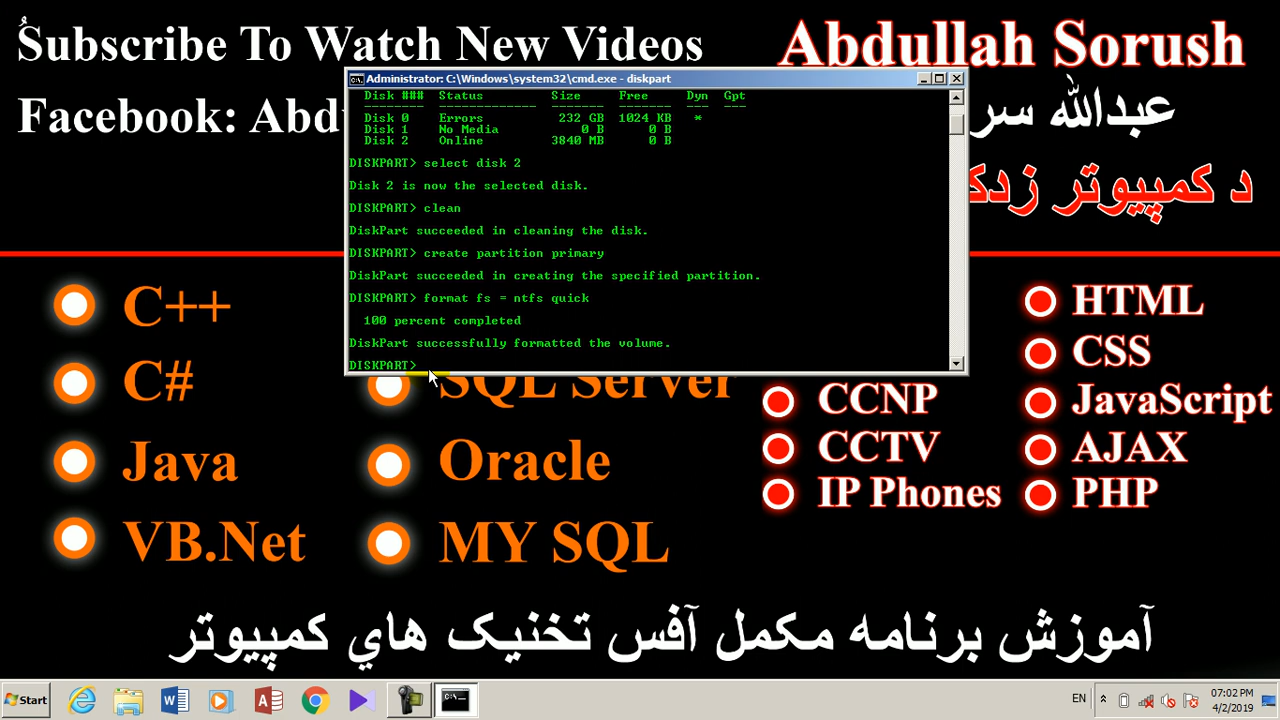 Subscribe To Watch New Videos
Abdullah Sorush
Facebook: Abdu
عبدالله سر
د کمپیوتر زدک
Administrator: C:\Windows\system32\cmd.exe - diskpart
Disk ### Status Size Free Dyn Gpt
-------- ------------- ------- ------- --- ---
Disk 0 Errors 232 GB 1024 KB *
Disk 1 No Media 0 B 0 B
Disk 2 Online 3840 MB 0 B
DISKPART> select disk 2
Disk 2 is now the selected disk.
DISKPART> clean
DiskPart succeeded in cleaning the disk.
DISKPART> create partition primary
DiskPart succeeded in creating the specified partition.
DISKPART> format fs = ntfs quick
100 percent completed
DiskPart successfully formatted the volume.
DISKPART>
C++
C#
Java
VB.Net
SQL Server
Oracle
MY SQL
CCNP
CCTV
IP Phones
HTML
CSS
JavaScript
AJAX
PHP
آموزش برنامه مکمل آفس تخنیک هاي کمپیوتر
Start
EN
07:02 PM
4/2/2019